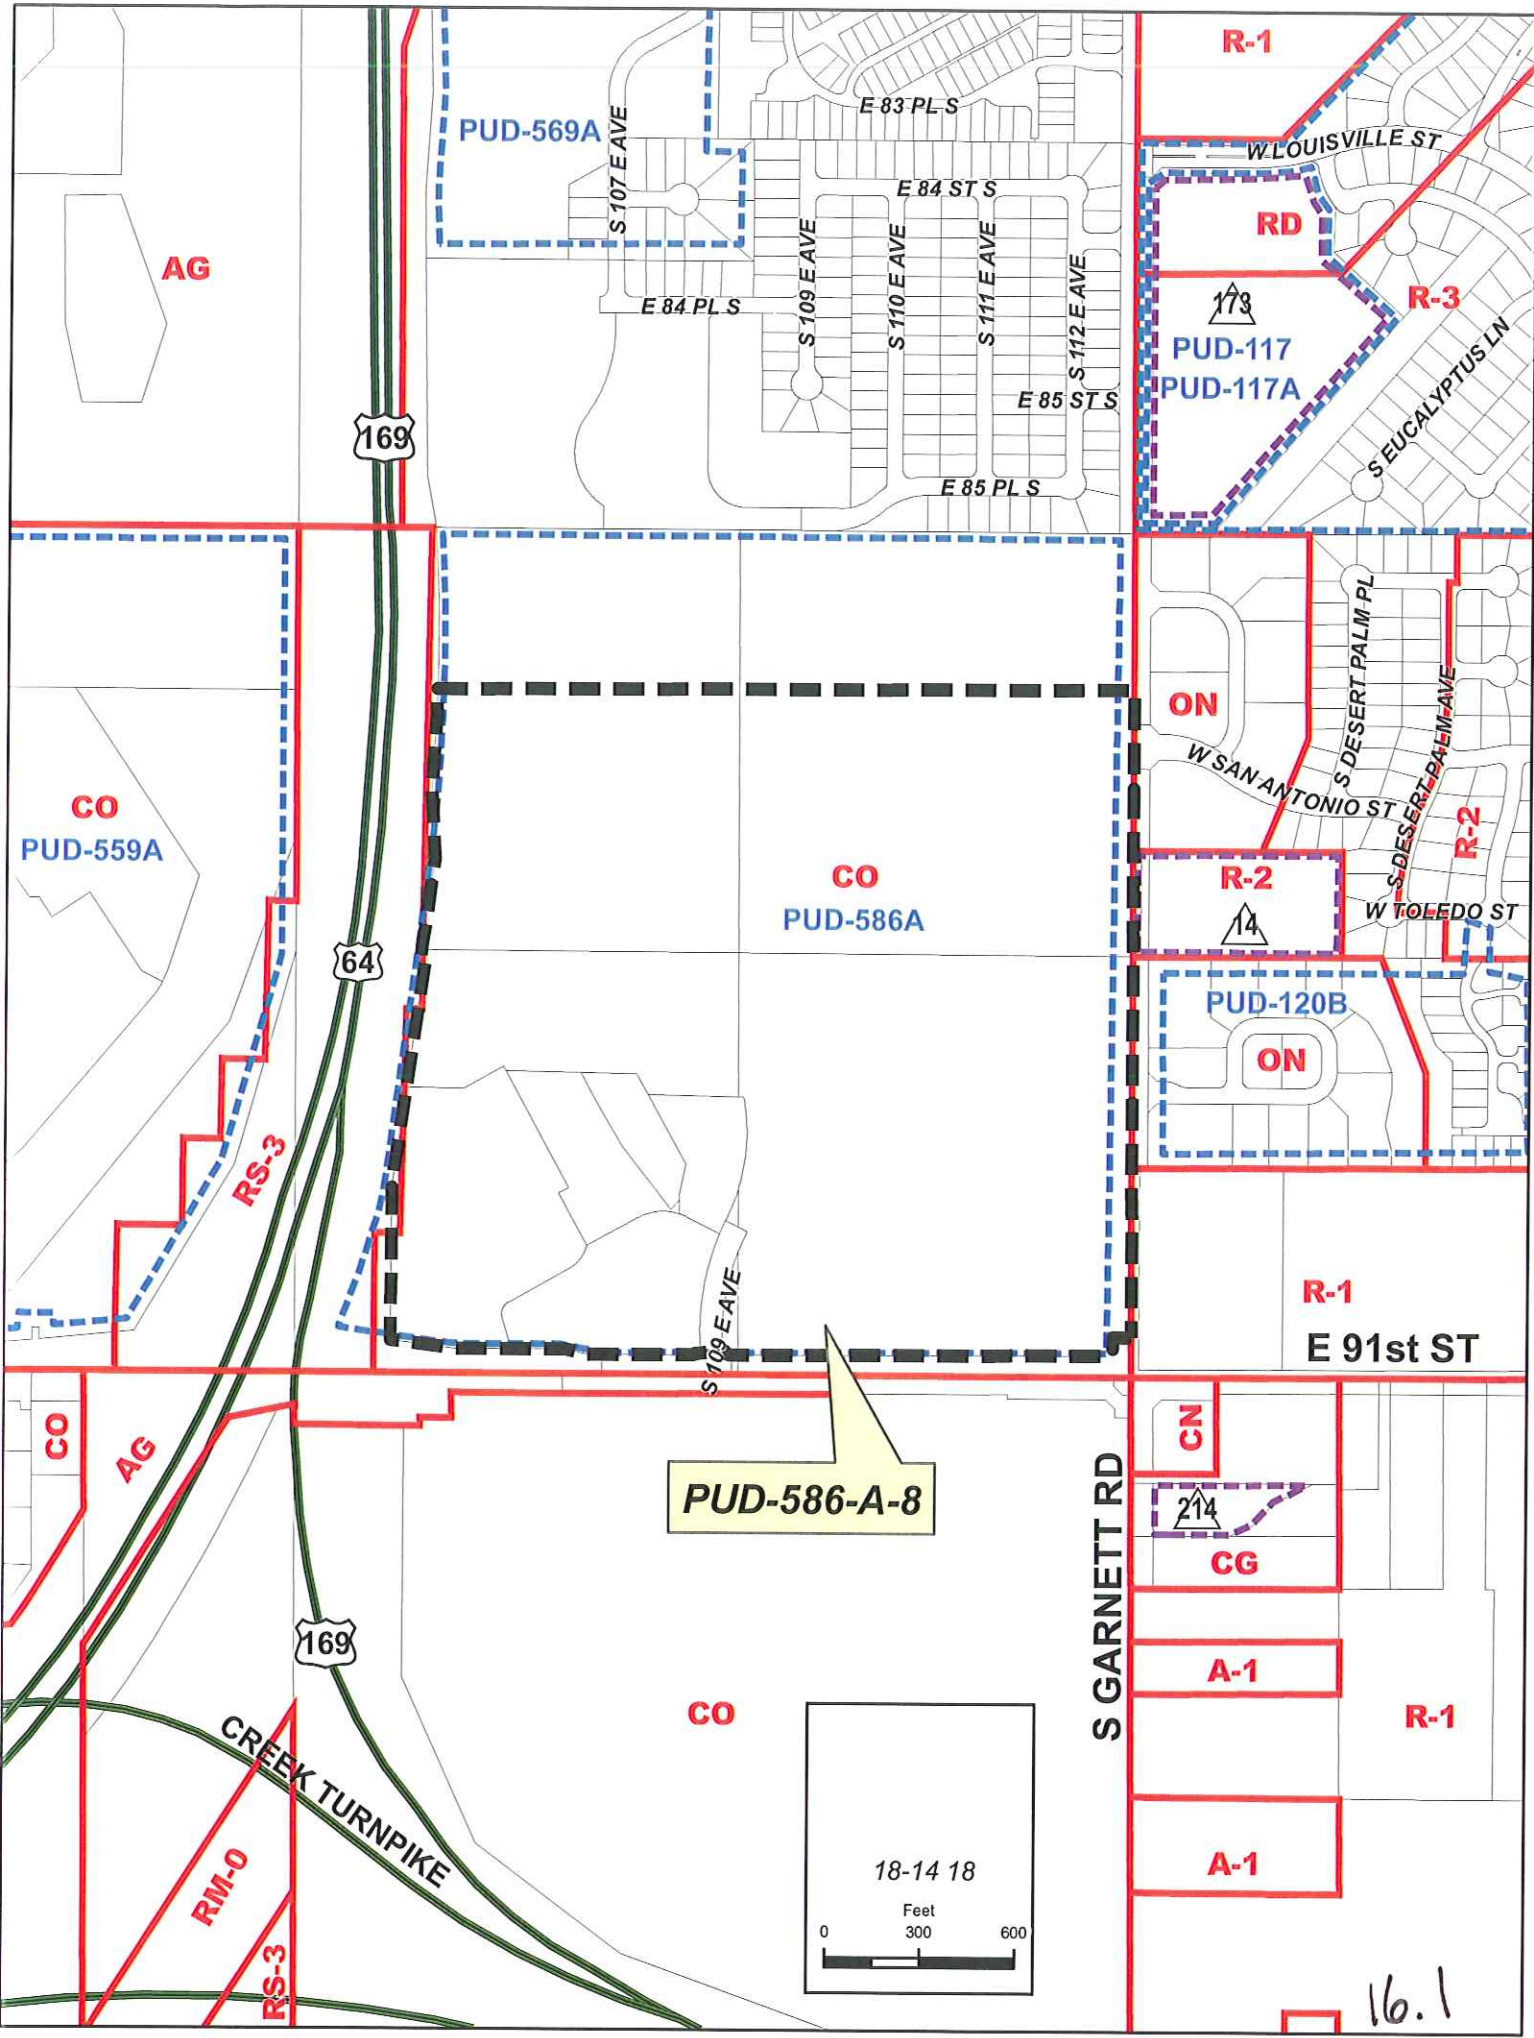 R-1
E 83 PL S
PUD-569A
S 107 E AVE
W LOUISVILLE ST
E 84 ST S
RD
AG
S 109 E AVE
S 110 E AVE
S 111 E AVE
S 112 E AVE
E 84 PL S
173
R-3
PUD-117
PUD-117A
S EUCALYPTUS LN
E 85 ST S
169
E 85 PL S
S DESERT PALM PL
ON
S DESERT PALM AVE
W SAN ANTONIO ST
CO
PUD-559A
R-2
CO
PUD-586A
R-2
14
W TOLEDO ST
64
PUD-120B
ON
RS-3
S 109 E AVE
R-1
E 91st ST
CO
AG
CN
PUD-586-A-8
S GARNETT RD
214
CG
169
A-1
CO
R-1
CREEK TURNPIKE
RM-0
A-1
18-14 18
Feet
0 300 600
RS-3
16.1